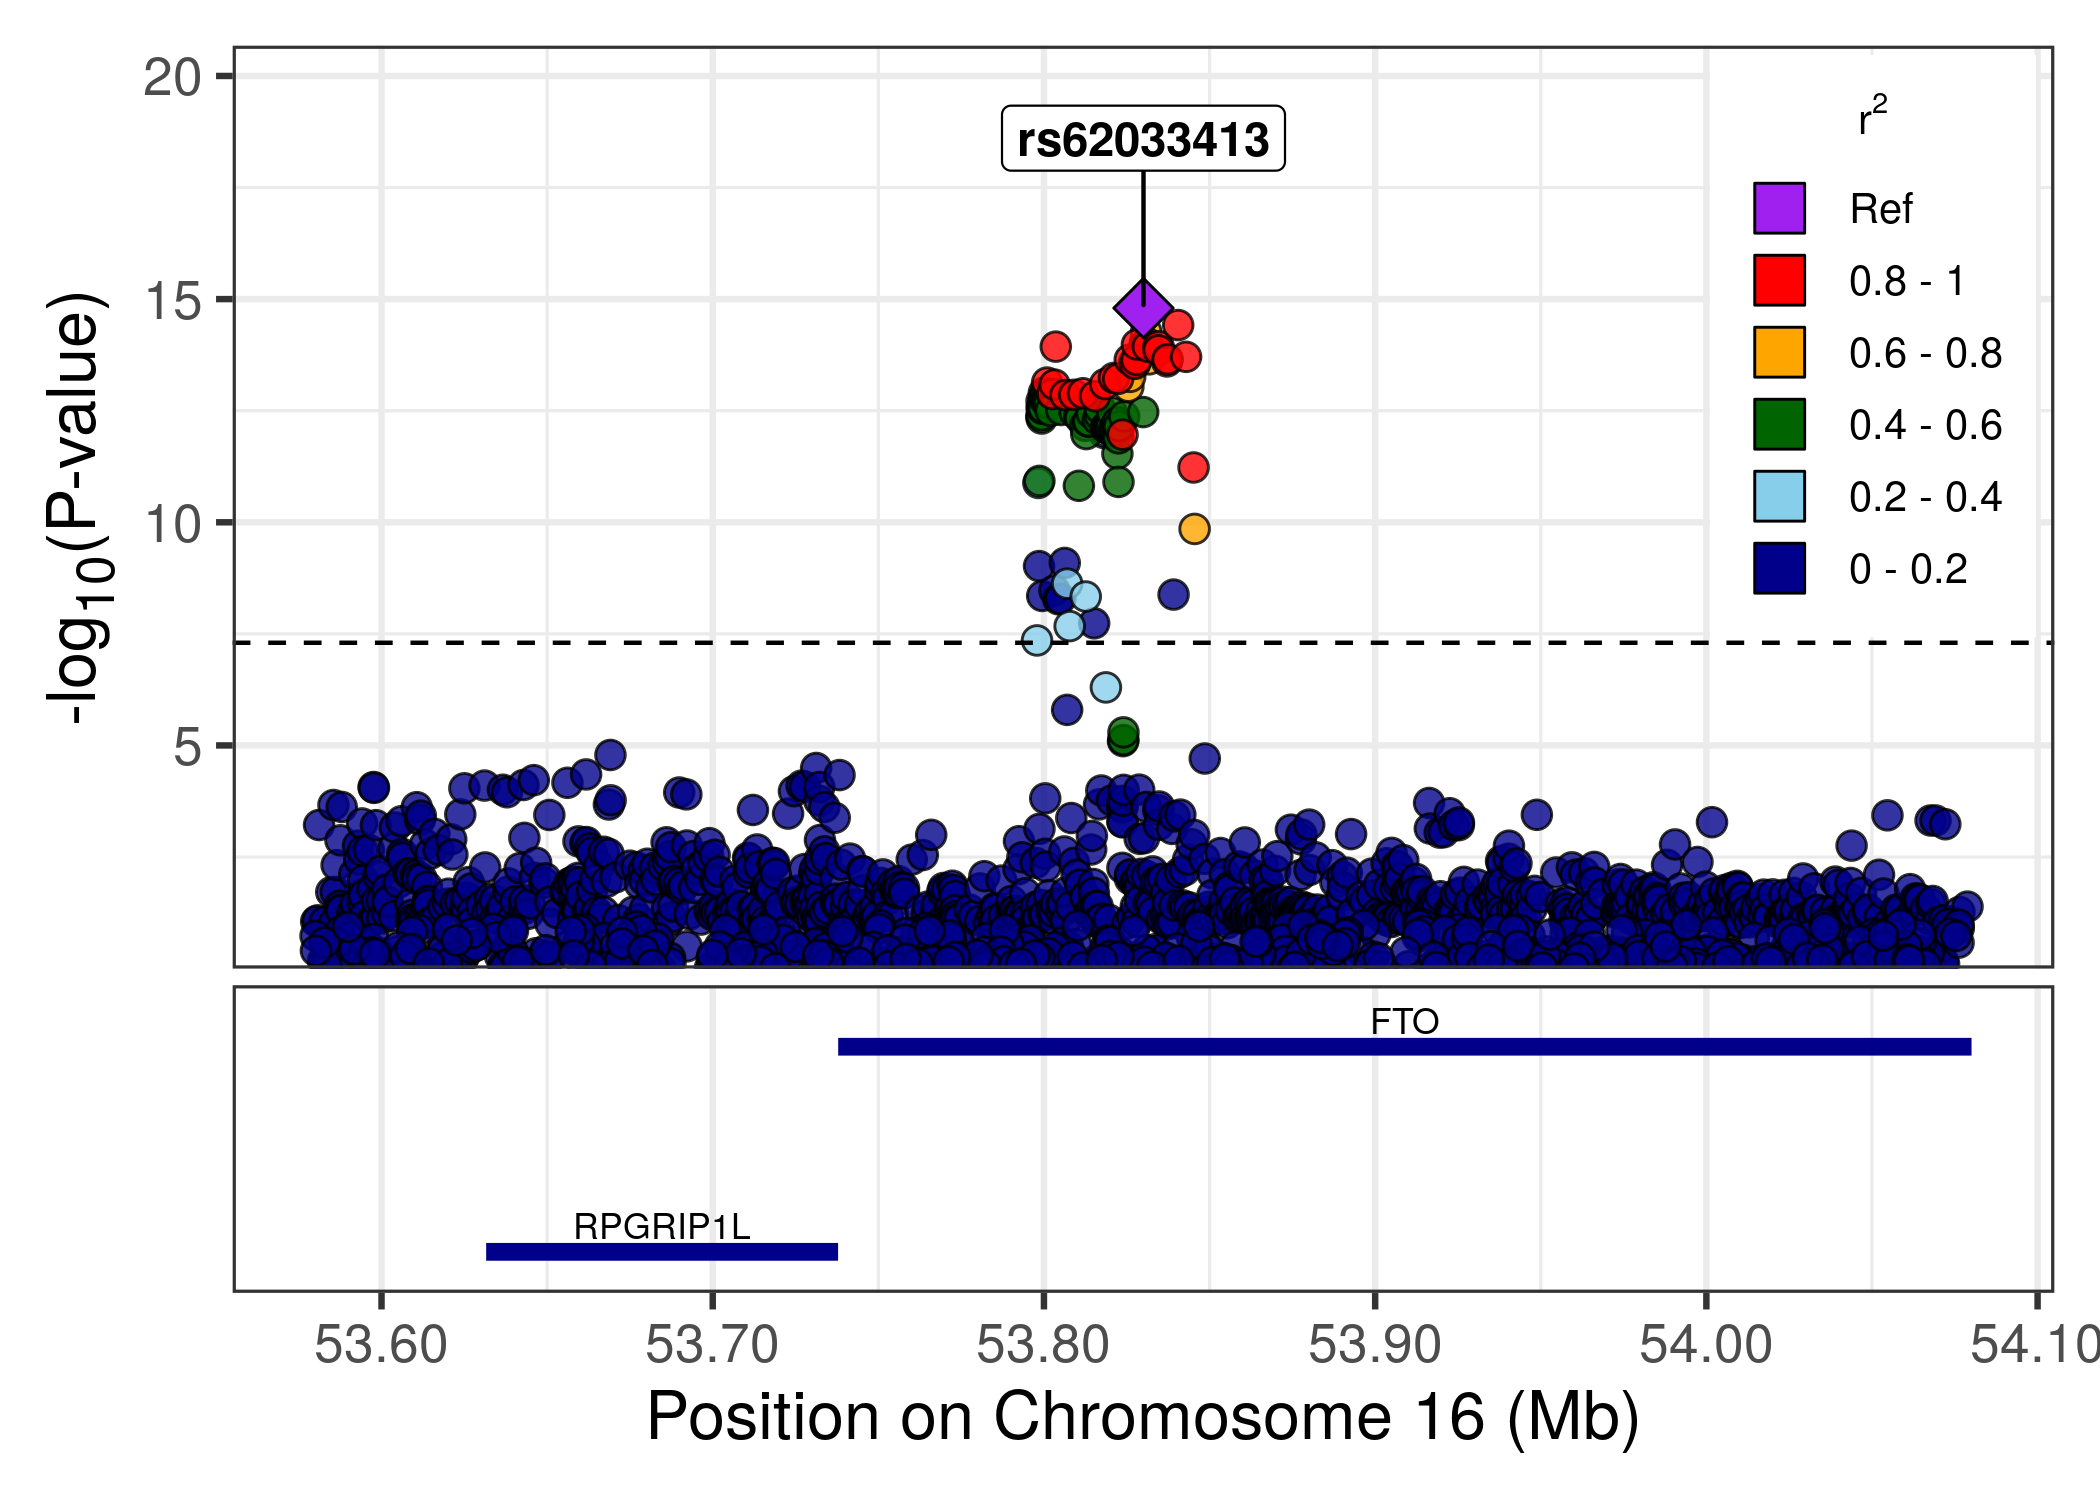 20
15
10
5
-log10(P-value)
rs62033413
r2
Ref
0.8 - 1
0.6 - 0.8
0.4 - 0.6
0.2 - 0.4
0 - 0.2
FTO
RPGRIP1L
53.60 53.70 53.80 53.90 54.00 54.10
Position on Chromosome 16 (Mb)